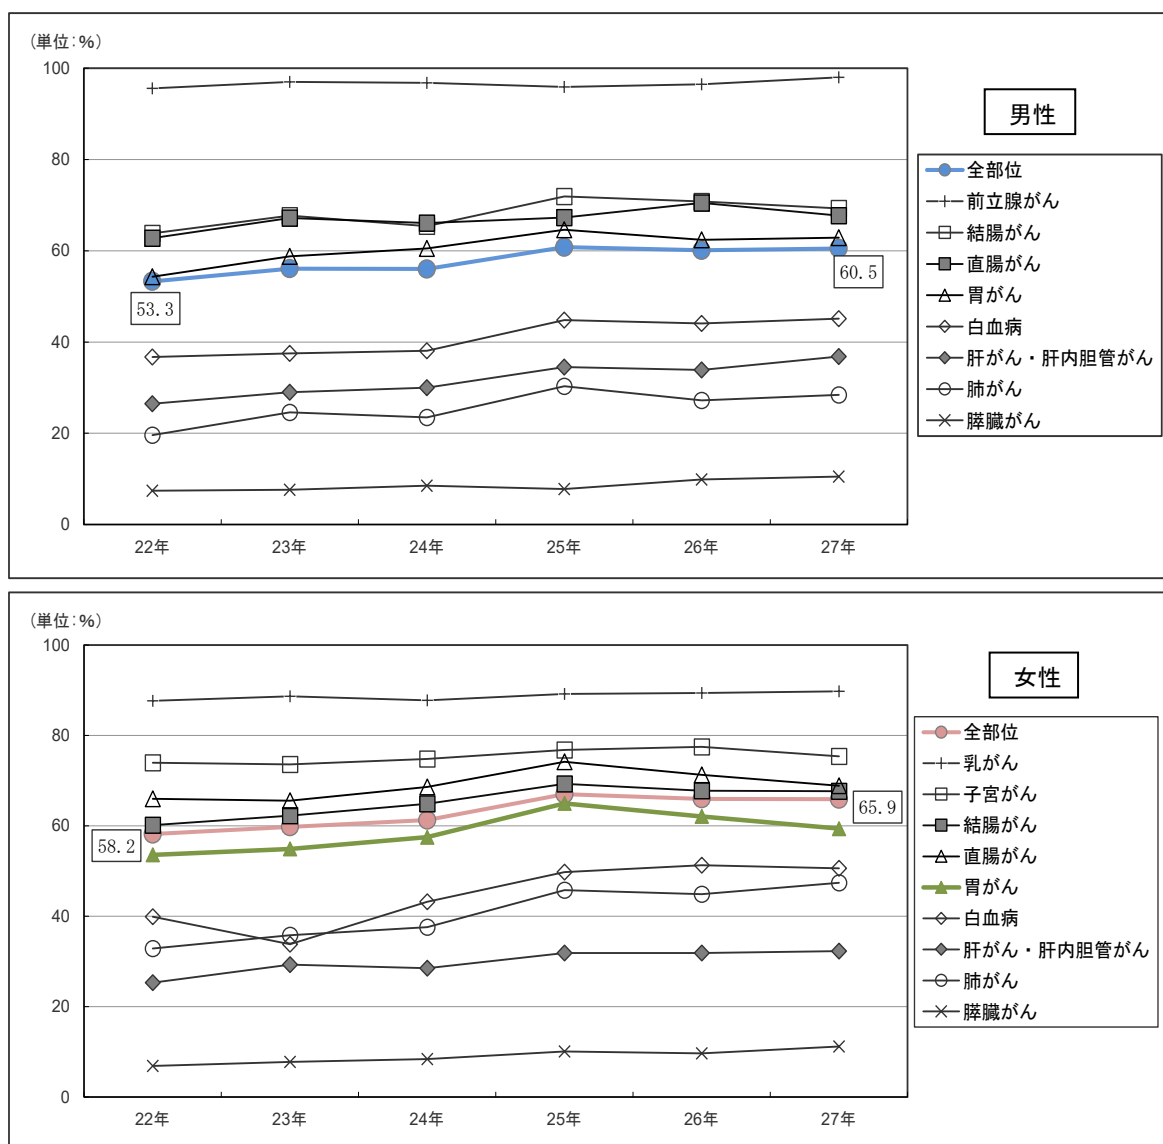 (単位:%)
100
80
60
40
20
0
53.3
60.5
22年
23年
24年
25年
26年
27年
男性
全部位
前立腺がん
結腸がん
直腸がん
胃がん
白血病
肝がん・肝内胆管がん
肺がん
膵臓がん
(単位:%)
100
80
60
40
20
0
58.2
65.9
22年
23年
24年
25年
26年
27年
女性
全部位
乳がん
子宮がん
結腸がん
直腸がん
胃がん
白血病
肝がん・肝内胆管がん
肺がん
膵臓がん